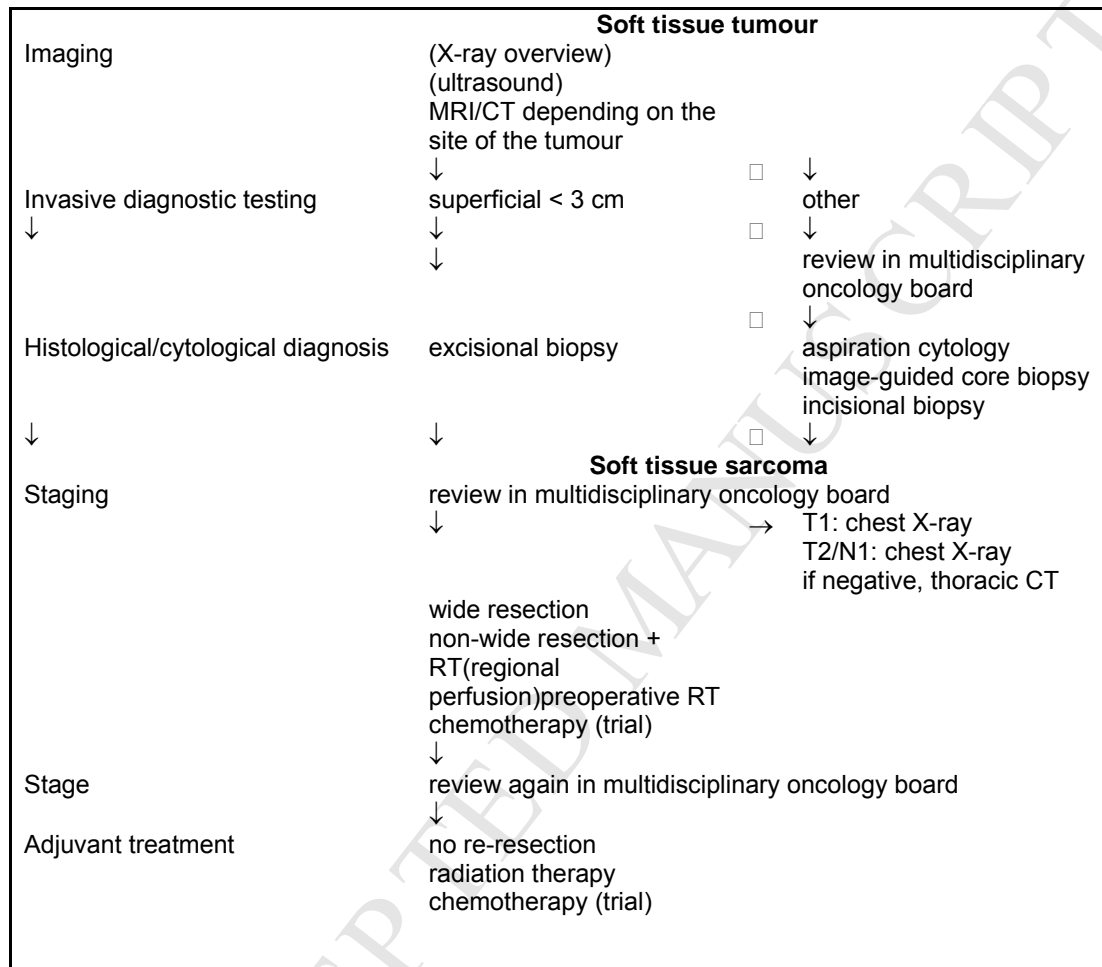 Soft tissue tumour
Imaging (X-ray overview)
(ultrasound)
MRI/CT depending on the
site of the tumour
↓ □ ↓
Invasive diagnostic testing superficial < 3 cm other
↓ ↓ □ ↓
↓ review in multidisciplinary
oncology board
□ ↓
Histological/cytological diagnosis excisional biopsy aspiration cytology
image-guided core biopsy
incisional biopsy
↓ ↓ □ ↓
Soft tissue sarcoma
Staging review in multidisciplinary oncology board
↓ → T1: chest X-ray
T2/N1: chest X-ray
if negative, thoracic CT
wide resection
non-wide resection +
RT(regional
perfusion)preoperative RT
chemotherapy (trial)
↓
Stage review again in multidisciplinary oncology board
↓
Adjuvant treatment no re-resection
radiation therapy
chemotherapy (trial)
PTED MANUSCRIPT